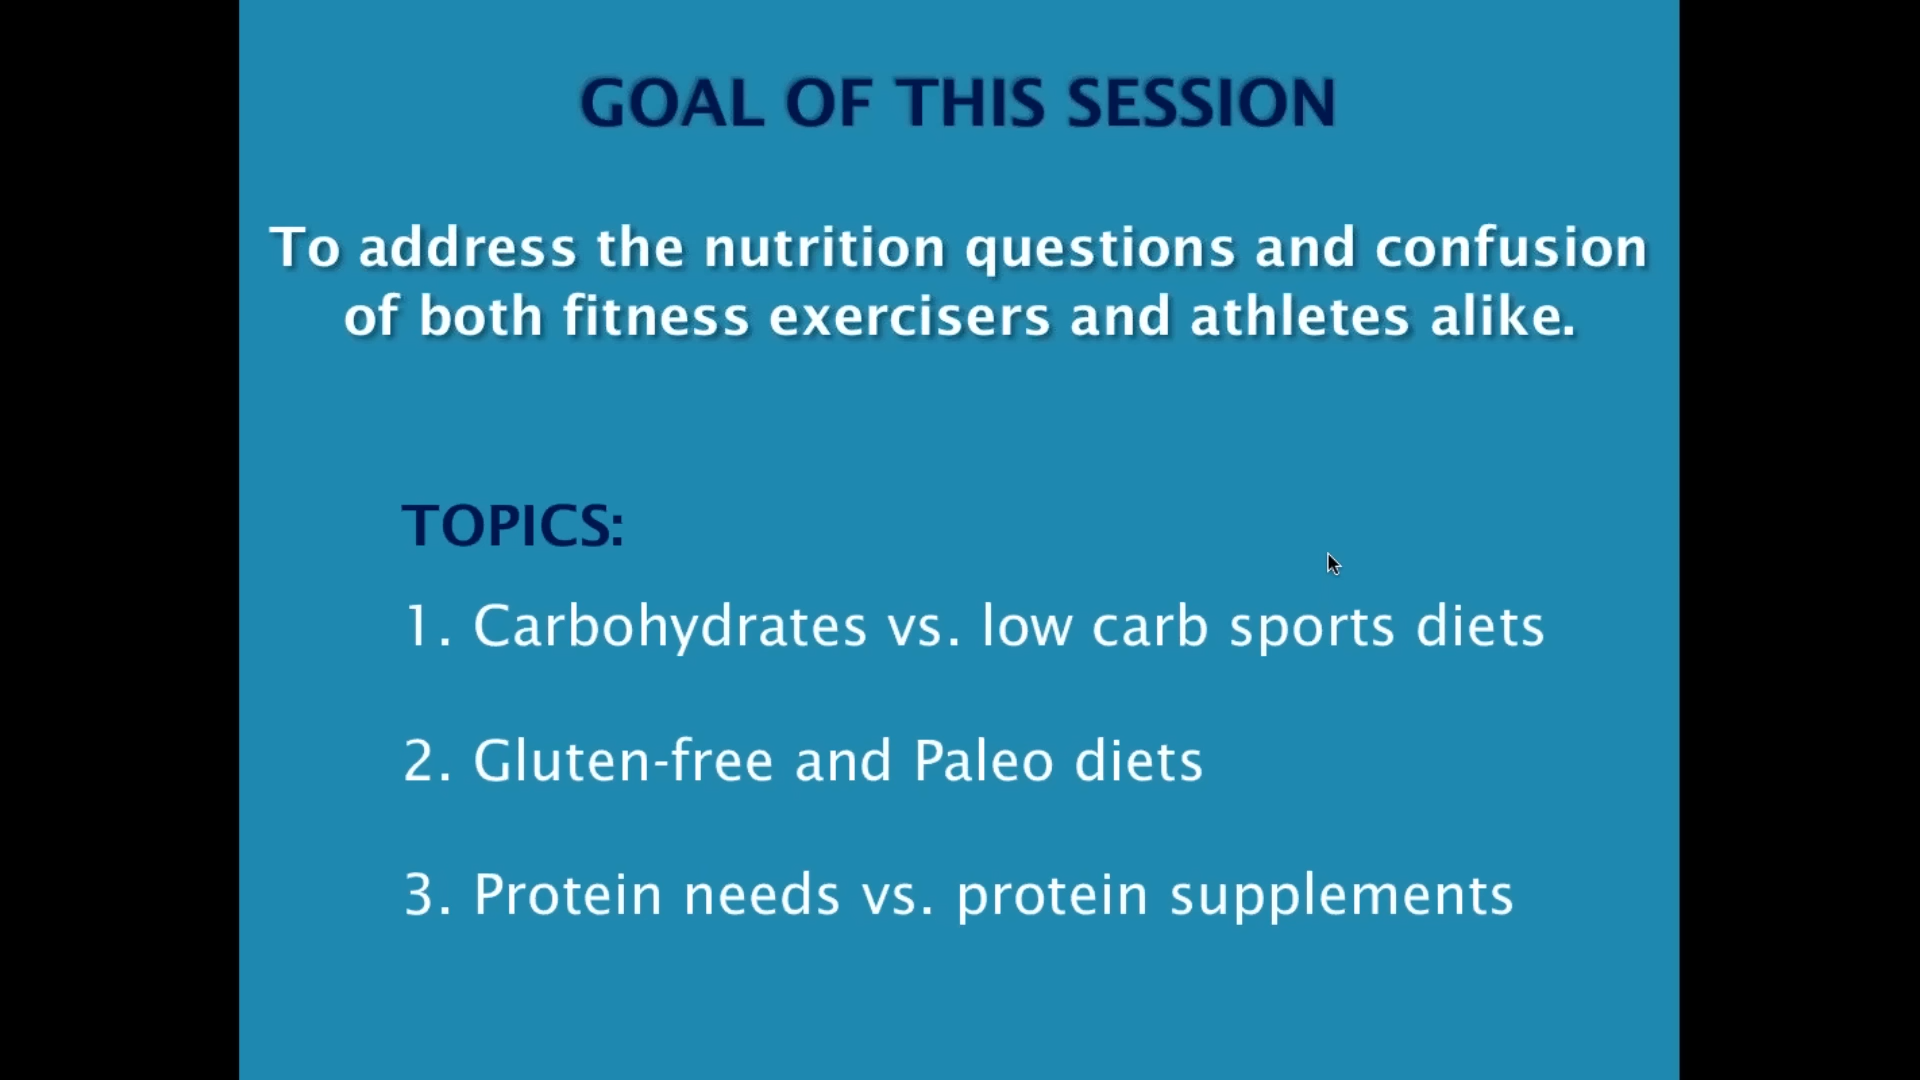 GOAL OF THIS SESSION
To address the nutrition questions and confusion
of both fitness exercisers and athletes alike.
TOPICS:
1. Carbohydrates vs. low carb sports diets
2. Gluten-free and Paleo diets
3. Protein needs vs. protein supplements